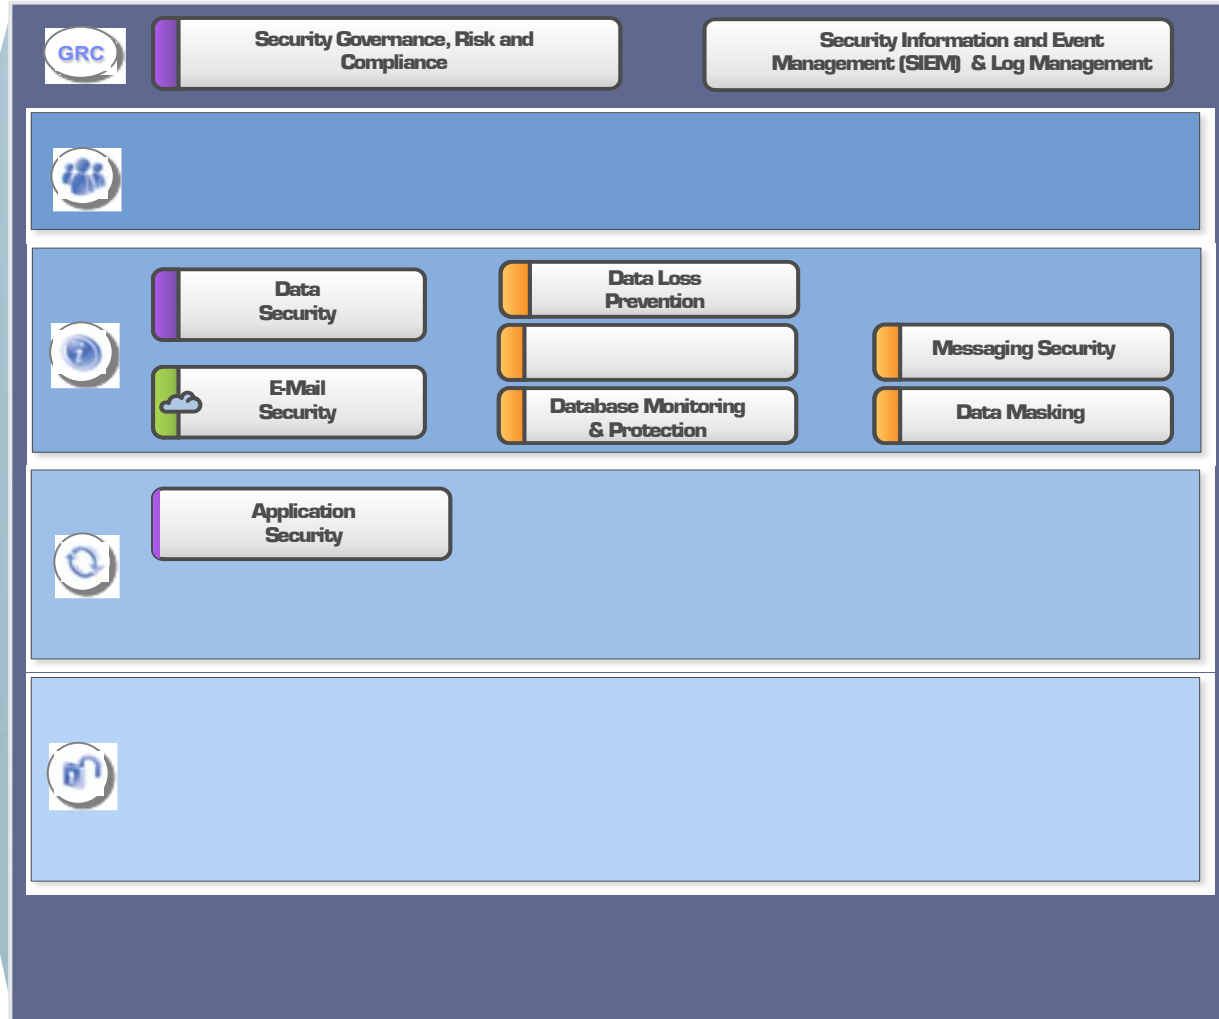 GRC
Security Governance, Risk and
Compliance
Security Information and Event
Management (SIEM) & Log Management
Data
Security
Data Loss
Prevention
Messaging Security
E-Mail
Security
Database Monitoring
& Protection
Data Masking
Application
Security